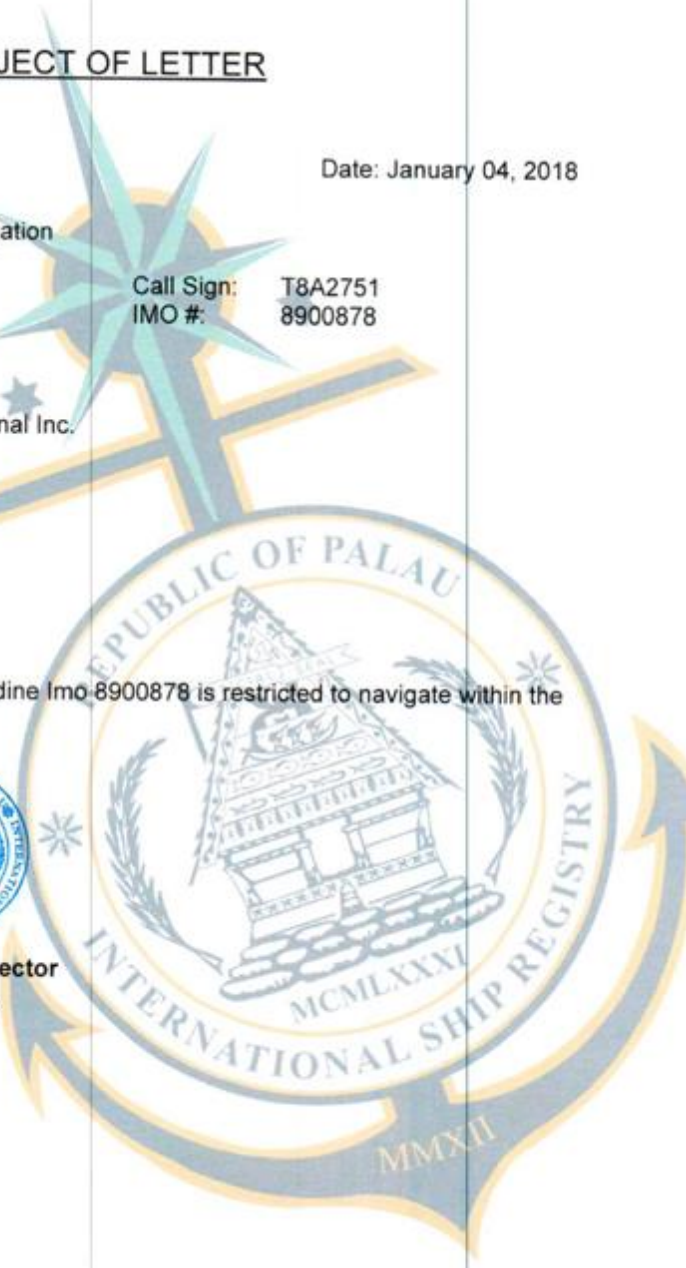 JECT OF LETTER
Date: January 04, 2018
ation
Call Sign: T8A2751
IMO #: 8900878
nal Inc.
REPUBLIC OF PALAU
dine Imo 8900878 is restricted to navigate within the
INTERNATIO
ector
MCMLXXXI
INTERNATIONAL SHIP REGISTRY
MMXII